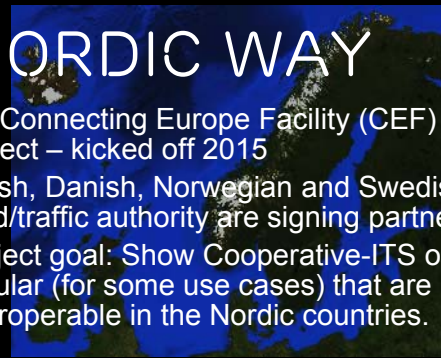 ORDIC WAY
Connecting Europe Facility (CEF)
ect – kicked off 2015
sh, Danish, Norwegian and Swedis
d/traffic authority are signing partne
ject goal: Show Cooperative-ITS o
ular (for some use cases) that are
roperable in the Nordic countries.